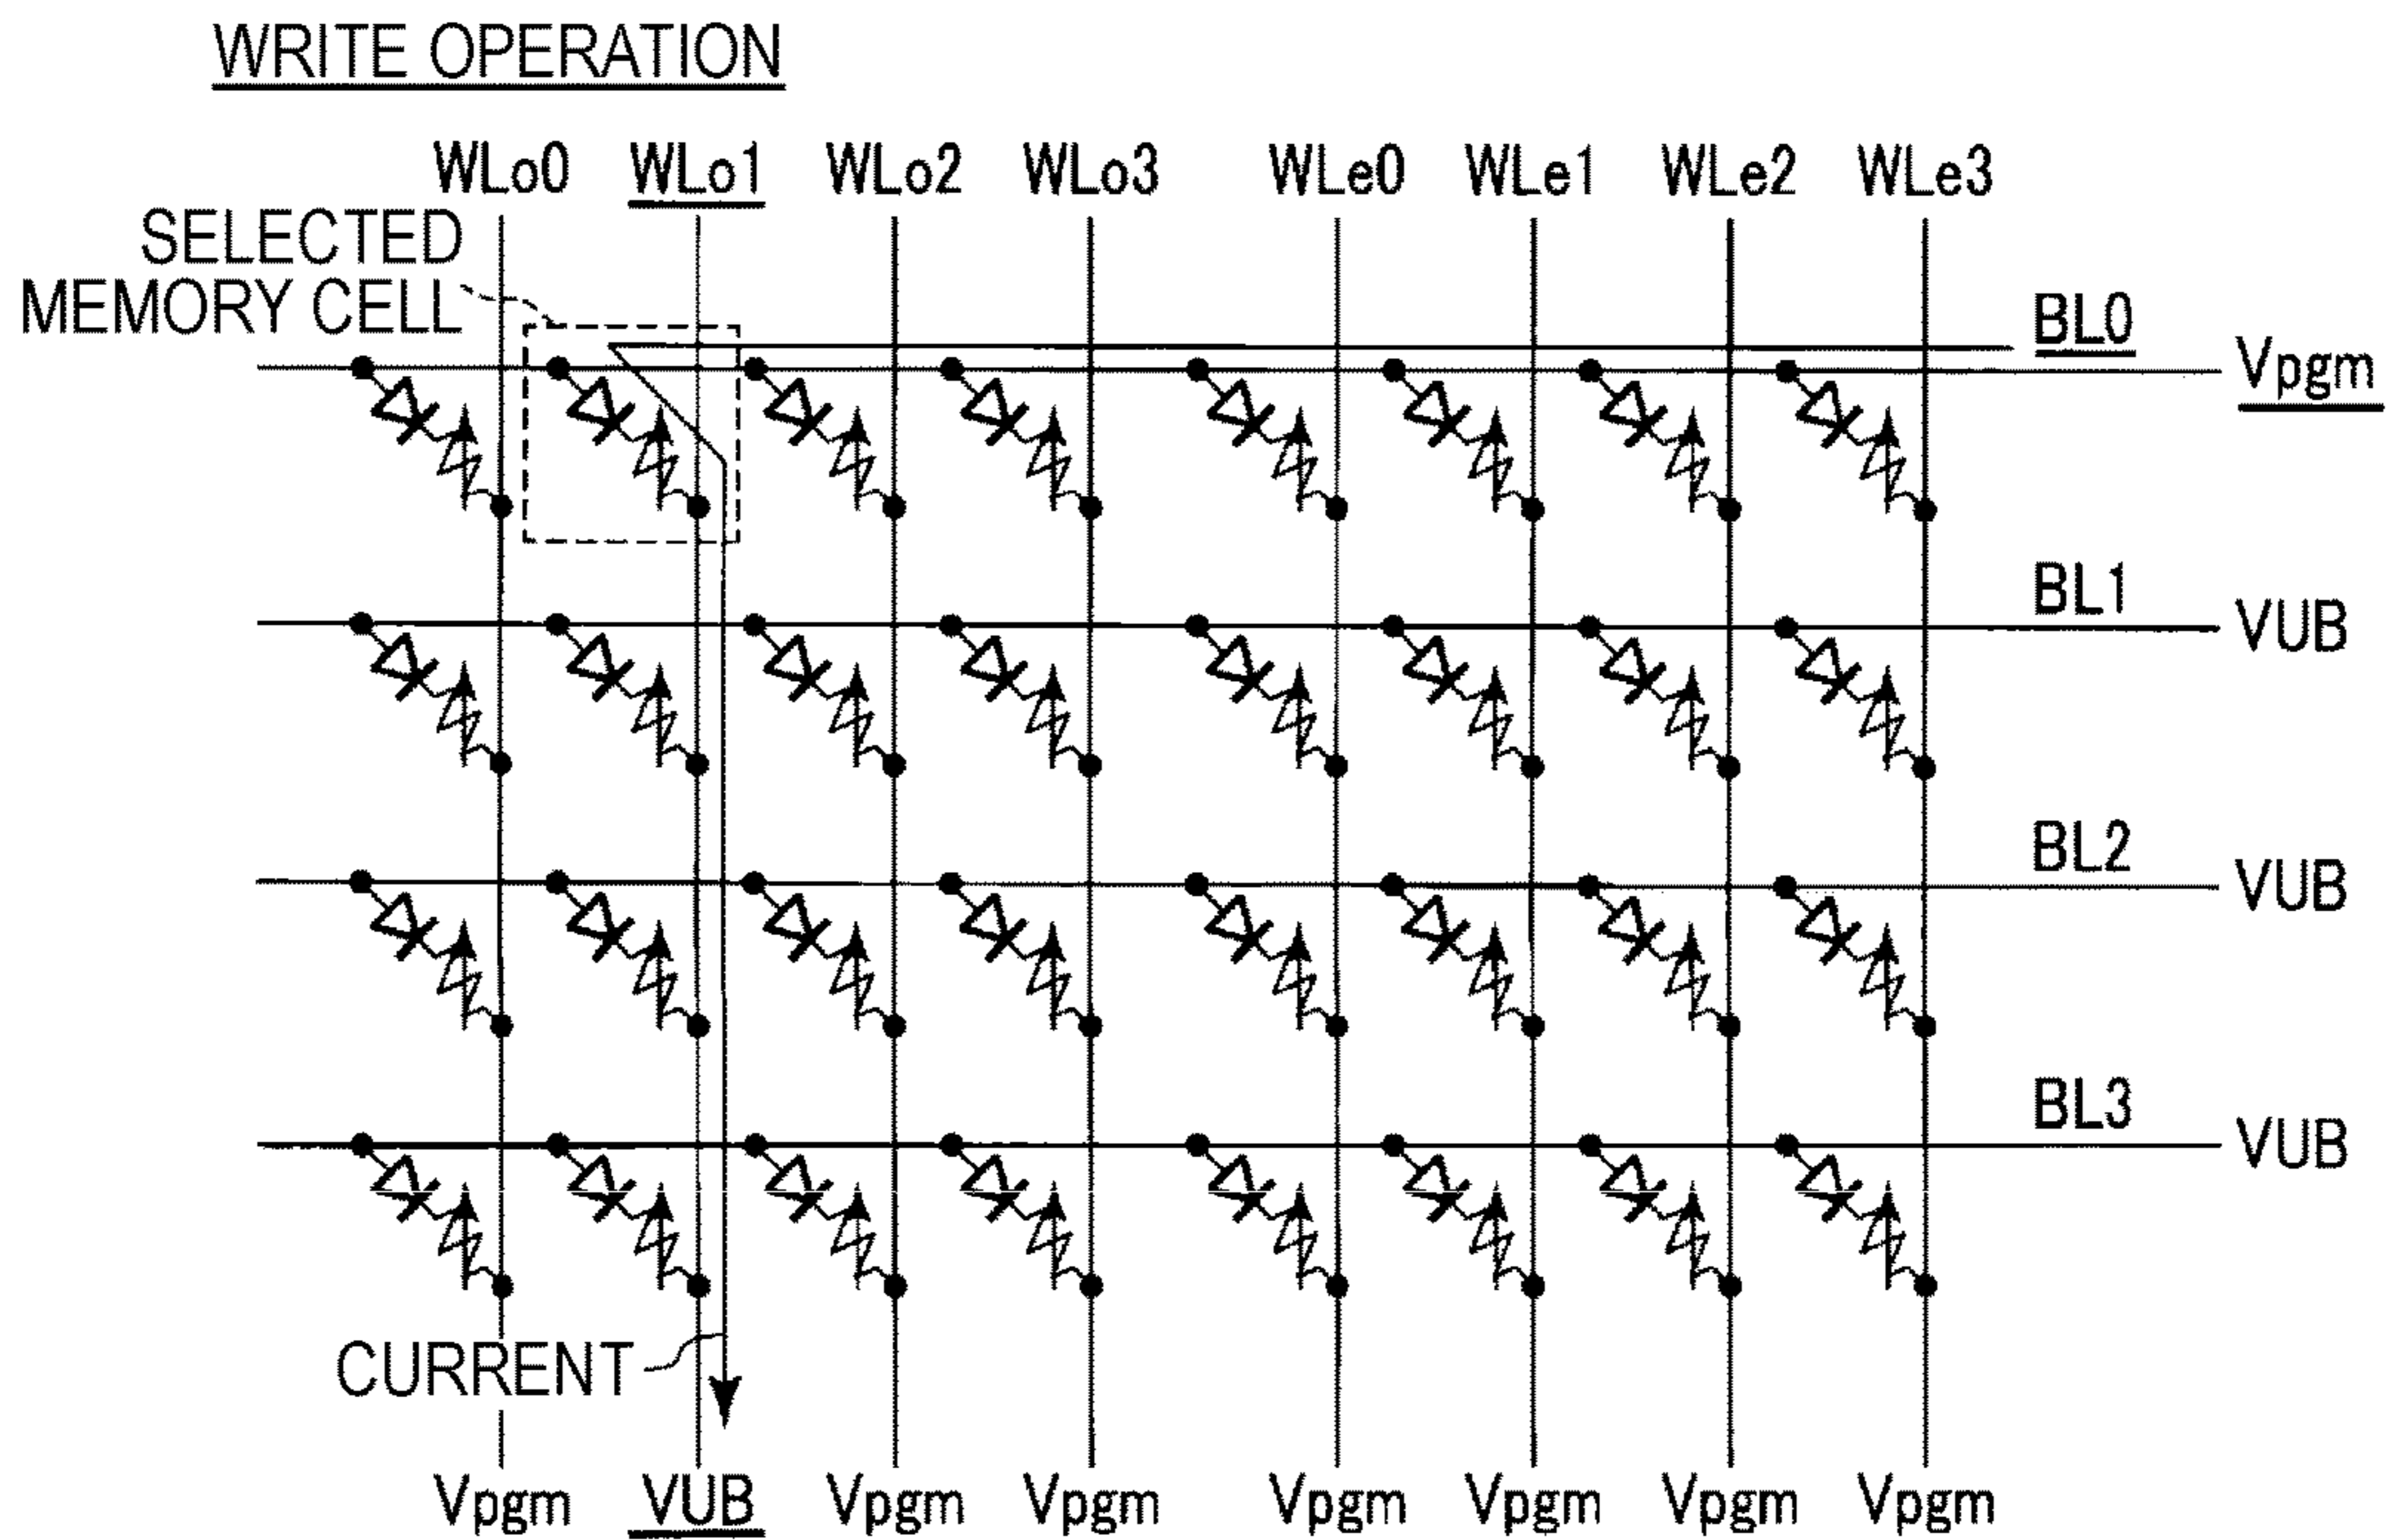 WRITE OPERATION
WLo0 WLo1 WLo2 WLo3 WLe0 WLe1 WLe2 WLe3
SELECTED
MEMORY CELL
BL0
Vpgm
BL1
VUB
BL2
VUB
BL3
VUB
CURRENT
Vpgm VUB Vpgm Vpgm Vpgm Vpgm Vpgm Vpgm